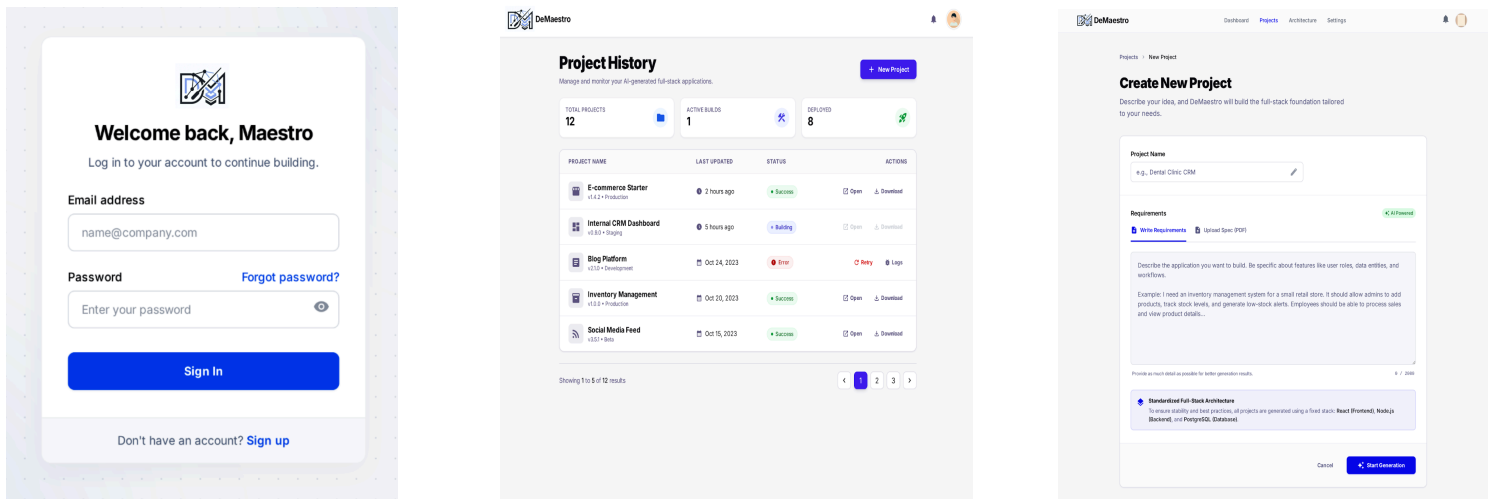 Welcome back, Maestro
Log in to your account to continue building.
Email address
name@company.com
Password Forgot password?
Enter your password
Sign In
Don't have an account? Sign up
DeMaestro
Project History
Manage and monitor your AI-generated full-stack applications.
+ New Project
TOTAL PROJECTS
12
ACTIVE BUILDS
1
DEPLOYED
8
PROJECT NAME LAST UPDATED STATUS ACTIONS
E-commerce Starter
v1.4.2 • Production
2 hours ago Success Open Download
Internal CRM Dashboard
v0.8.0 • Staging
5 hours ago Building Open Download
Blog Platform
v2.1.0 • Development
Oct 24, 2023 Error Retry Logs
Inventory Management
v1.0.0 • Production
Oct 20, 2023 Success Open Download
Social Media Feed
v3.5.1 • Beta
Oct 15, 2023 Success Open Download
Showing 1 to 5 of 12 results
1 2 3
DeMaestro
Dashboard Projects Architecture Settings
Projects › New Project
Create New Project
Describe your idea, and DeMaestro will build the full-stack foundation tailored
to your needs.
Project Name
e.g., Dental Clinic CRM
Requirements AI Powered
Write Requirements Upload Spec (PDF)
Describe the application you want to build. Be specific about features like user roles, data entities, and
workflows.
Example: I need an inventory management system for a small retail store. It should allow admins to add
products, track stock levels, and generate low-stock alerts. Employees should be able to process sales
and view product details...
Provide as much detail as possible for better generation results. 0 / 2000
Standardized Full-Stack Architecture
To ensure stability and best practices, all projects are generated using a fixed stack: React (Frontend), Node.js
(Backend), and PostgreSQL (Database).
Cancel Start Generation